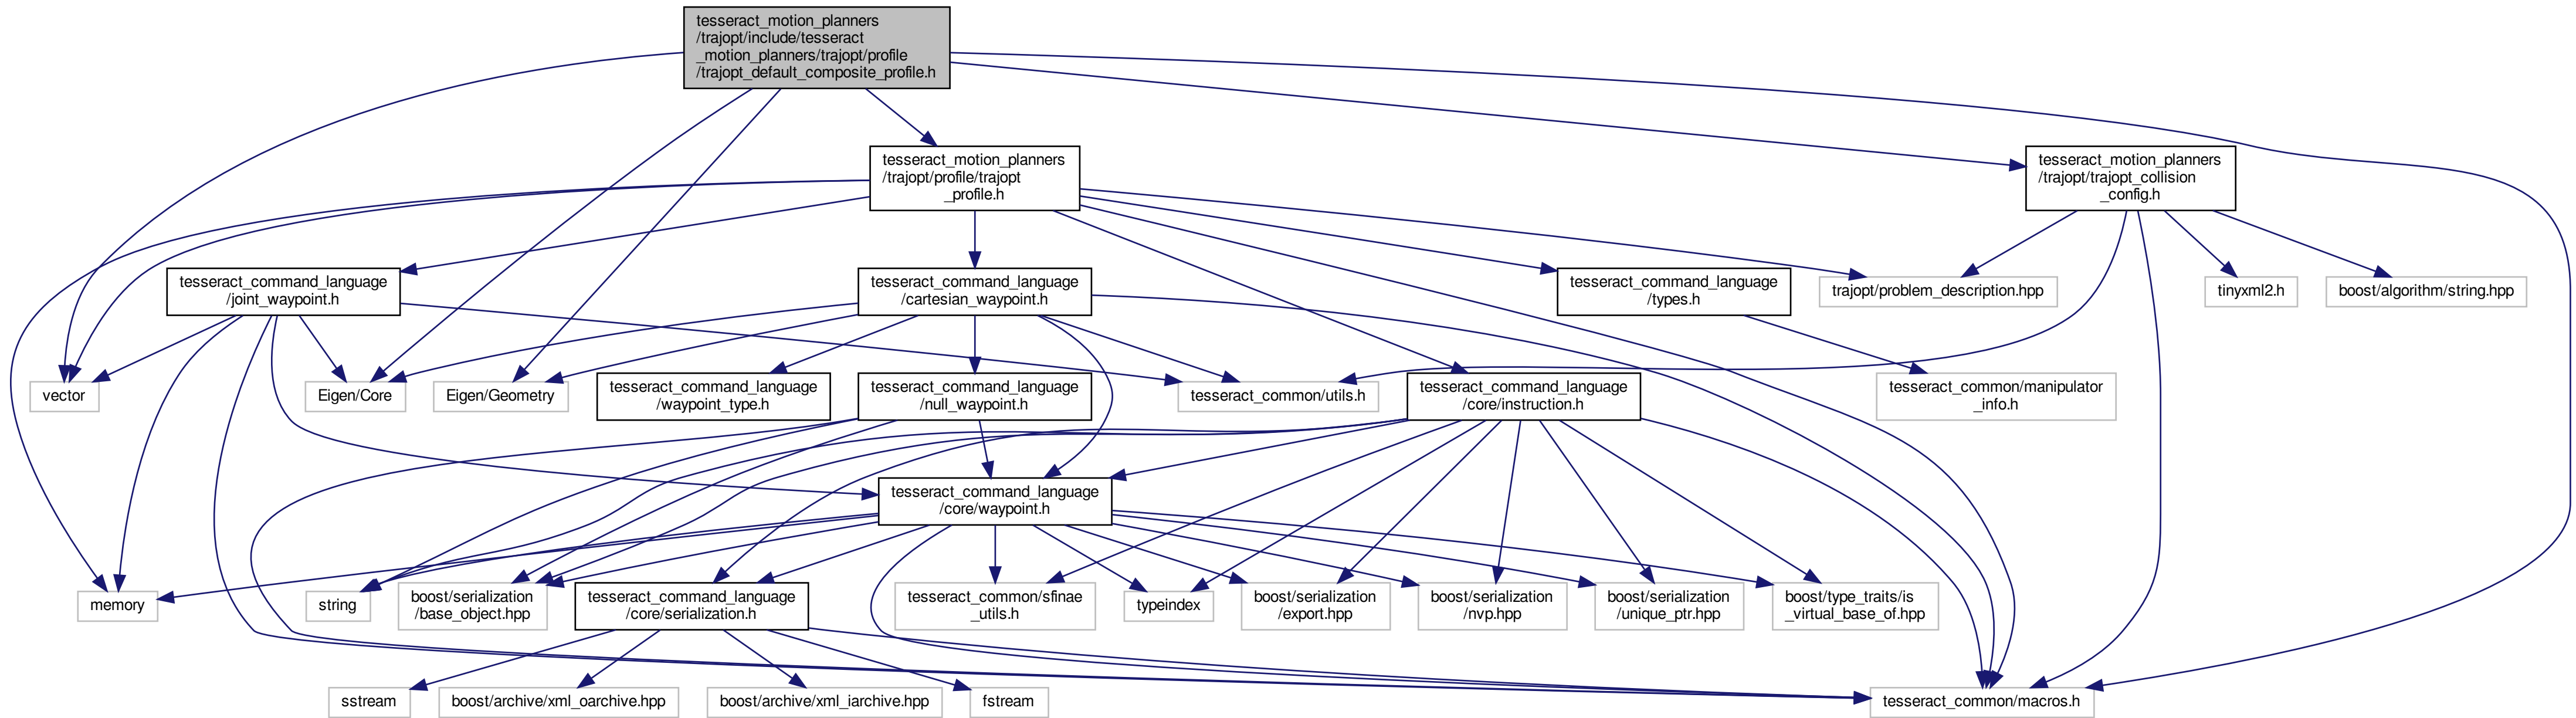 tesseract_motion_planners
/trajopt/include/tesseract
_motion_planners/trajopt/profile
/trajopt_default_composite_profile.h
tesseract_motion_planners
/trajopt/profile/trajopt
_profile.h
tesseract_motion_planners
/trajopt/trajopt_collision
_config.h
tesseract_command_language
/joint_waypoint.h
tesseract_command_language
/cartesian_waypoint.h
tesseract_command_language
/types.h
trajopt/problem_description.hpp
tinyxml2.h
boost/algorithm/string.hpp
vector
Eigen/Core
Eigen/Geometry
tesseract_command_language
/waypoint_type.h
tesseract_command_language
/null_waypoint.h
tesseract_common/utils.h
tesseract_command_language
/core/instruction.h
tesseract_common/manipulator
_info.h
tesseract_command_language
/core/waypoint.h
memory
string
boost/serialization
/base_object.hpp
tesseract_command_language
/core/serialization.h
tesseract_common/sfinae
_utils.h
typeindex
boost/serialization
/export.hpp
boost/serialization
/nvp.hpp
boost/serialization
/unique_ptr.hpp
boost/type_traits/is
_virtual_base_of.hpp
sstream
boost/archive/xml_oarchive.hpp
boost/archive/xml_iarchive.hpp
fstream
tesseract_common/macros.h